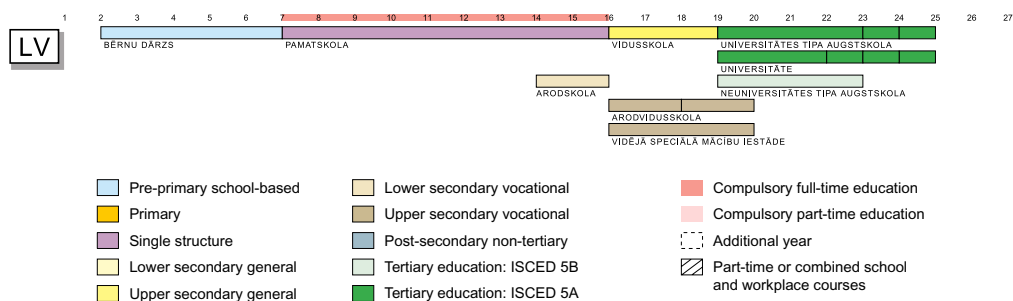 1 2 3 4 5 6 7 8 9 10 11 12 13 14 15 16 17 18 19 20 21 22 23 24 25 26 27
LV
1
BĒRNU DĀRZS PAMATSKOLA VIDUSSKOLA UNIVERSITĀTES TIPA AUGSTSKOLA
UNIVERSITĀTE
ARODSKOLA NEUNIVERSITĀTES TIPA AUGSTSKOLA
ARODVIDUSSKOLA
VIDĒJĀ SPECIĀLĀ MĀCĪBU IESTĀDE
Pre-primary school-based
Primary
Single structure
Lower secondary general
Upper secondary general
Lower secondary vocational
Upper secondary vocational
Post-secondary non-tertiary
Tertiary education: ISCED 5B
Tertiary education: ISCED 5A
Compulsory full-time education
Compulsory part-time education
Additional year
Part-time or combined school
and workplace courses